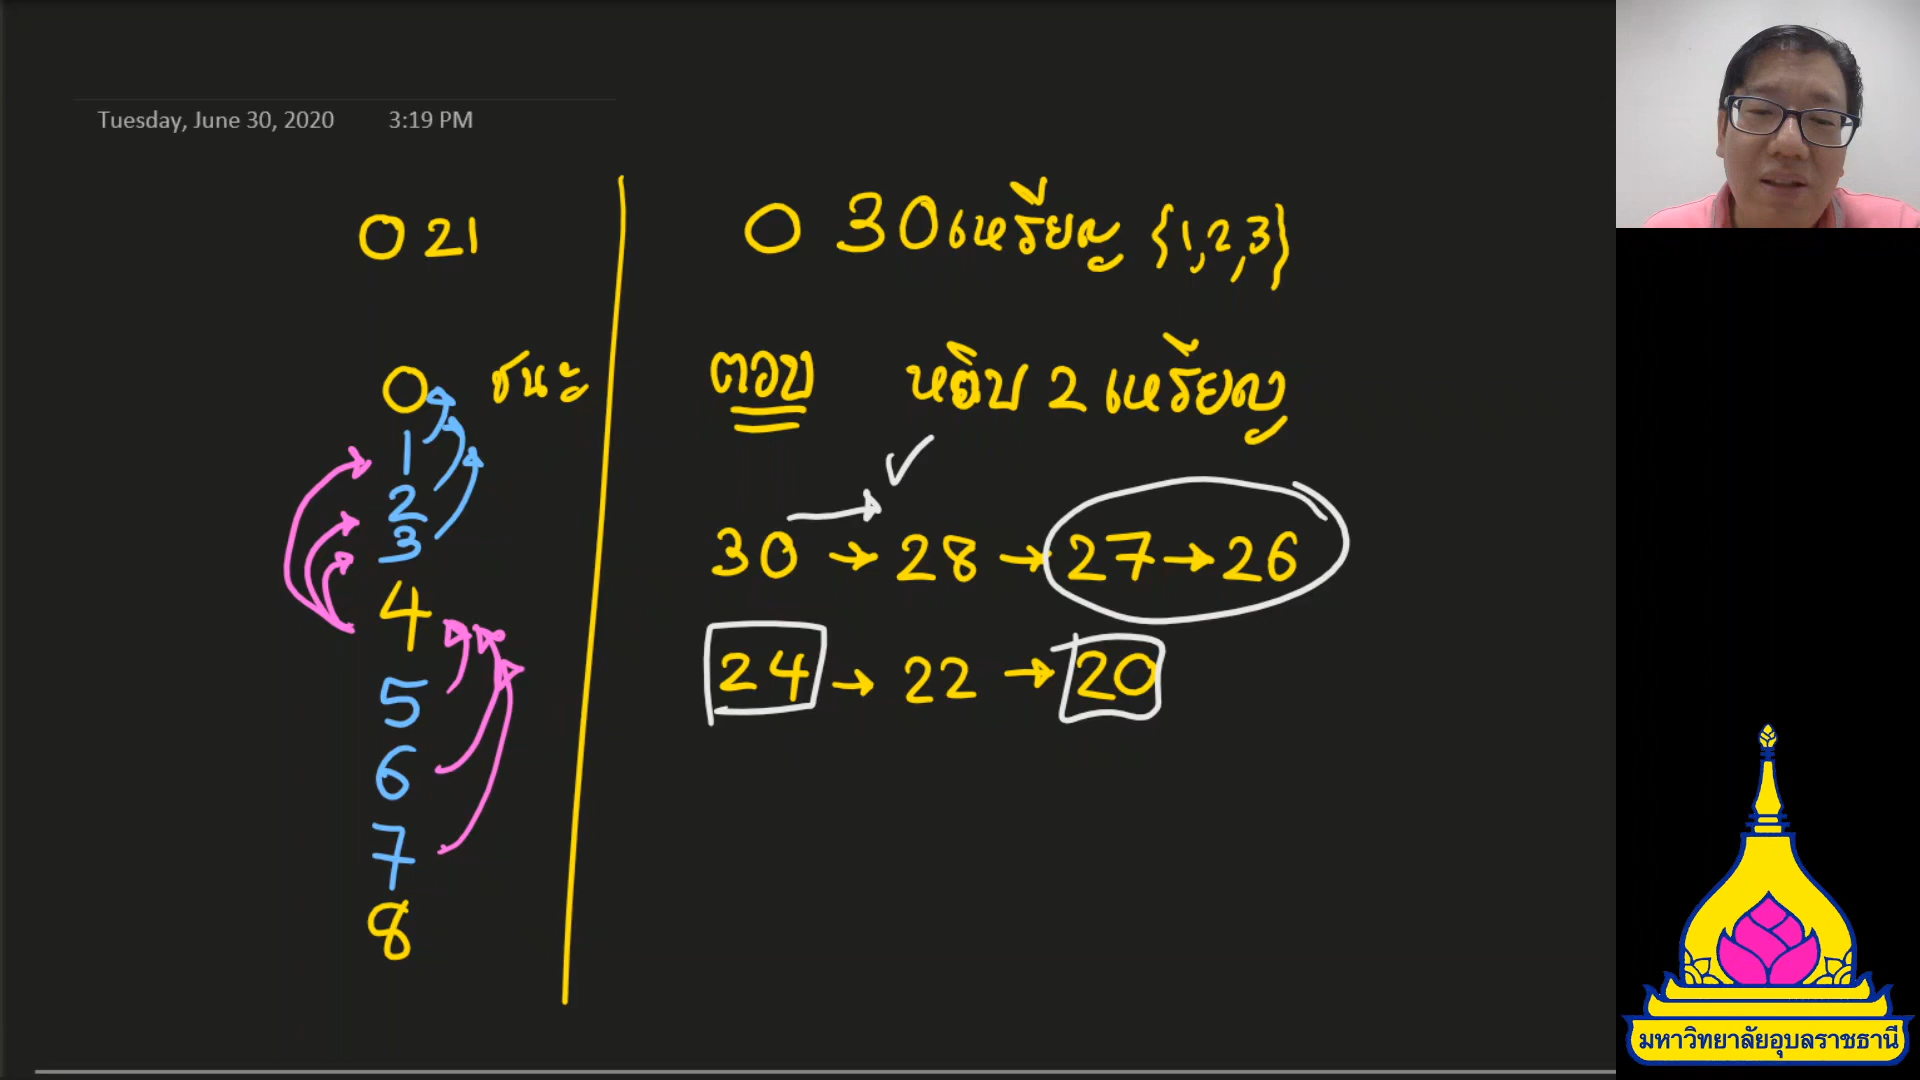 Tuesday, June 30, 2020 3:19 PM
O 21
0 ชนะ
1
2
3
4
5
6
7
8
O 30 เหรียญ {1,2,3}
ตอบ หยิบ 2 เหรียญ
30 → 28 → 27 → 26
24 → 22 → 20
มหาวิทยาลัยอุบลราชธานี